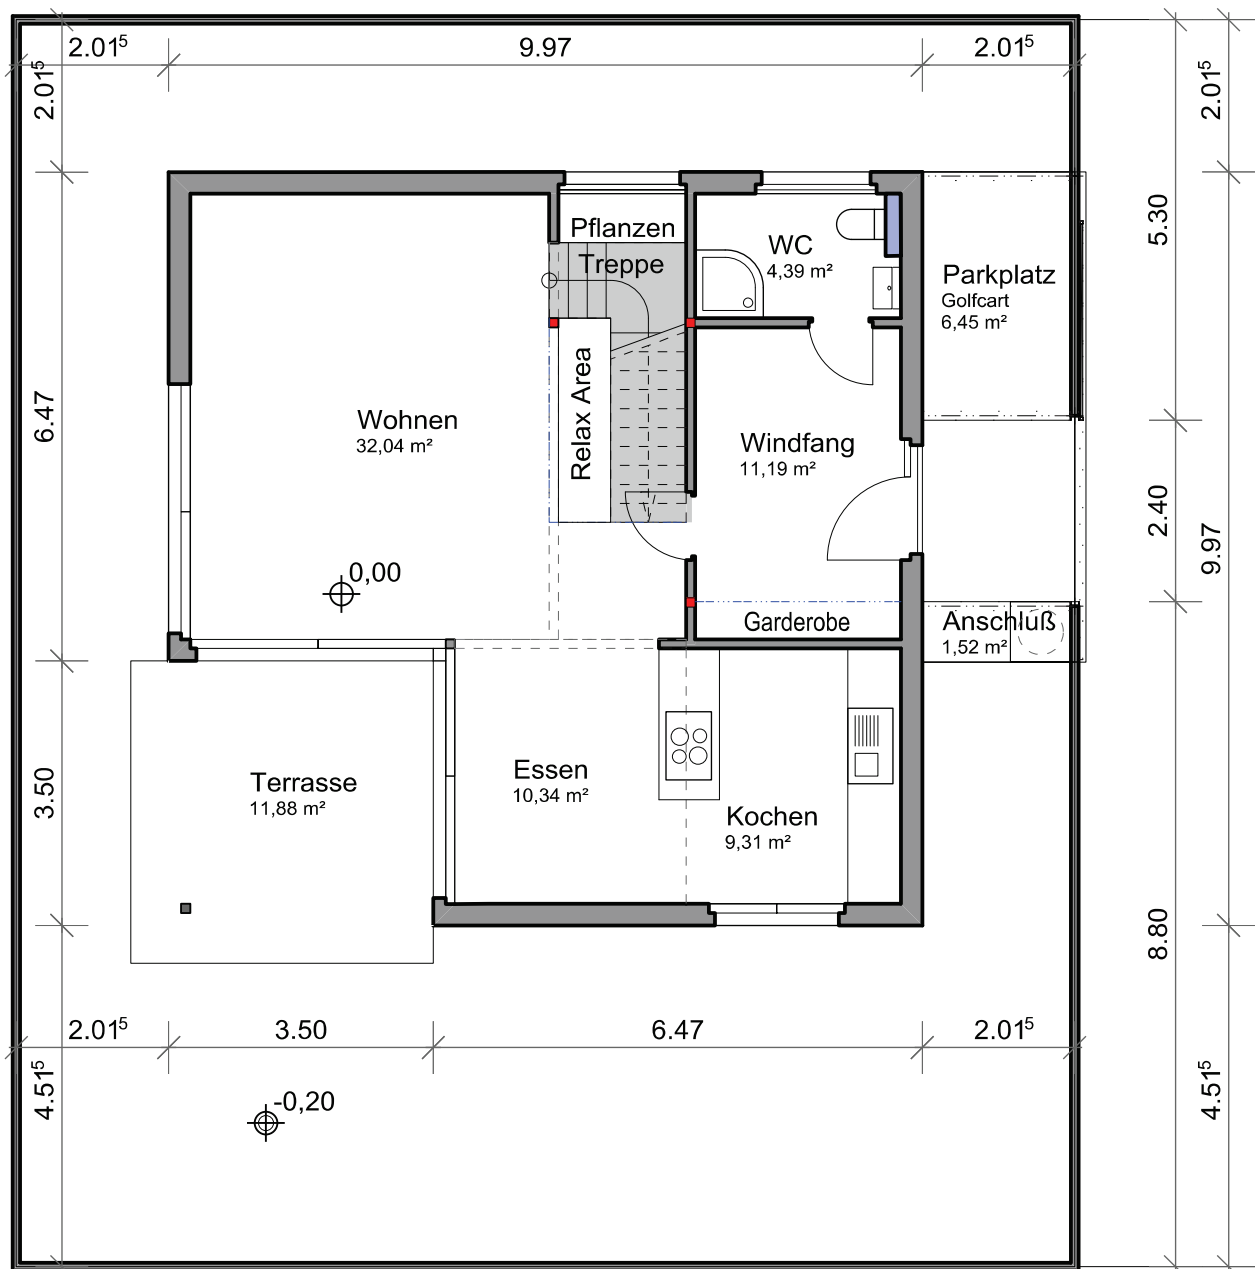 2.01⁵
9.97
2.01⁵
2.01⁵
2.01⁵
Pflanzen
Treppe
WC
4,39 m²
Parkplatz
Golfcart
6,45 m²
5.30
6.47
Wohnen
32,04 m²
Relax Area
Windfang
11,19 m²
2.40
9.97
0,00
Garderobe
Anschluß
1,52 m²
3.50
Terrasse
11,88 m²
Essen
10,34 m²
Kochen
9,31 m²
8.80
2.01⁵
3.50
6.47
2.01⁵
4.51⁵
-0,20
4.51⁵